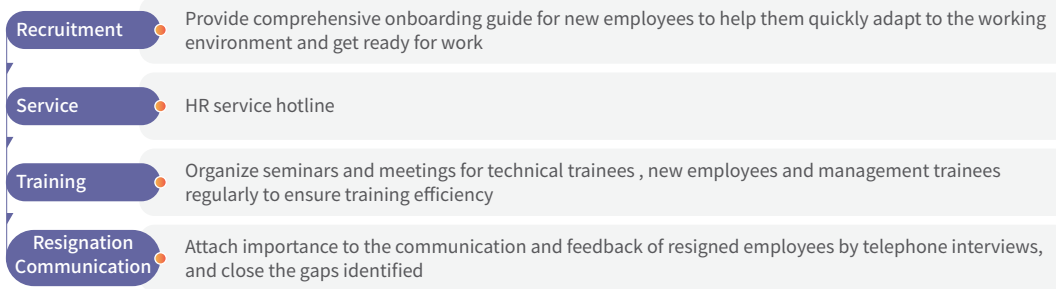 Recruitment
Provide comprehensive onboarding guide for new employees to help them quickly adapt to the working
environment and get ready for work
Service
HR service hotline
Training
Organize seminars and meetings for technical trainees , new employees and management trainees
regularly to ensure training efficiency
Resignation
Communication
Attach importance to the communication and feedback of resigned employees by telephone interviews,
and close the gaps identified